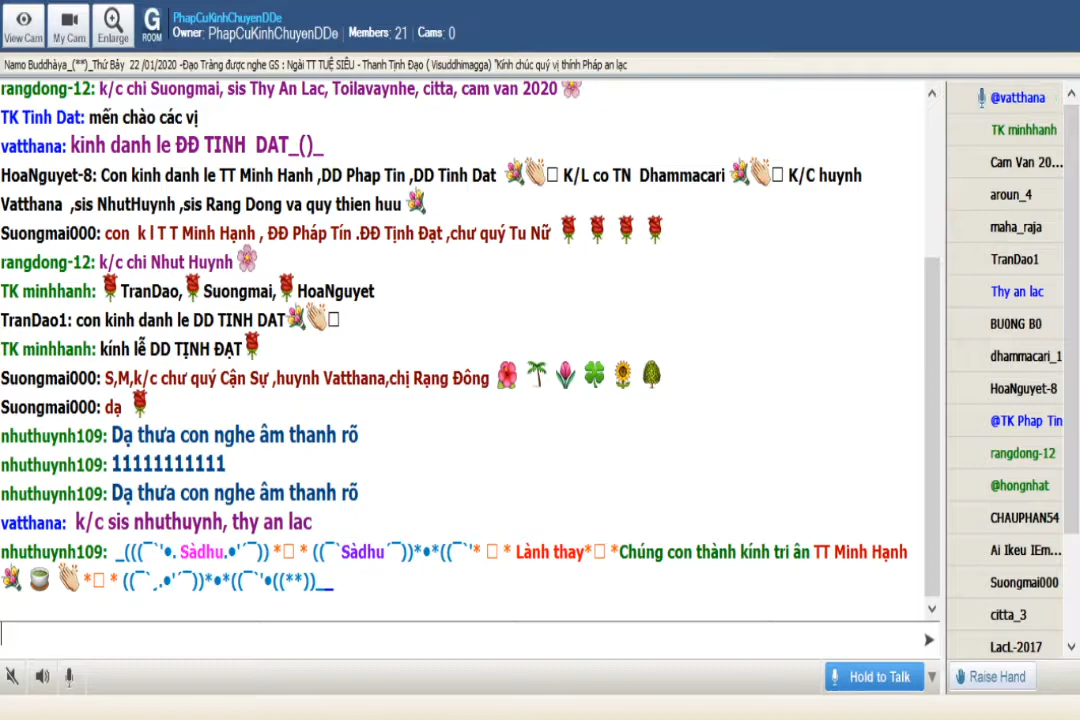 View Cam
My Cam
Enlarge
G
ROOM
PhapCuKinhChuyenDDe
Owner: PhapCuKinhChuyenDDe | Members: 21 | Cams: 0
Namo Buddhàya_(**)_Thứ Bảy 22 /01/2020 -Đạo Tràng được nghe GS : Ngài TT TUỆ SIÊU - Thanh Tịnh Đạo ( Visuddhimagga) "Kính chúc quý vị thính Pháp an lạc
rangdong-12: k/c chi Suongmai, sis Thy An Lac, Toilavaynhe, citta, cam van 2020 🌸
TK Tinh Dat: mến chào các vị
vatthana: kinh danh le ĐĐ TINH DAT_()_
HoaNguyet-8: Con kinh danh le TT Minh Hanh ,DD Phap Tin ,DD Tinh Dat 💐👏□ K/L co TN Dhammacari 💐👏□ K/C huynh
Vatthana ,sis NhutHuynh ,sis Rang Dong va quy thien huu 💐
Suongmai000: con k l T T Minh Hạnh , ĐĐ Pháp Tín .ĐĐ Tịnh Đạt ,chư quý Tu Nữ 🌹 🌹 🌹 🌹
rangdong-12: k/c chi Nhut Huynh 🌸
TK minhhanh: 🌹TranDao,🌹Suongmai,🌹HoaNguyet
TranDao1: con kinh danh le DD TINH DAT💐👏□
TK minhhanh: kính lễ DD TỊNH ĐẠT🌹
Suongmai000: S,M,k/c chư quý Cận Sự ,huynh Vatthana,chị Rạng Đông 🌺 🌴 🌷 🍀 🌻 🌳
Suongmai000: dạ 🌹
nhuthuynh109: Dạ thưa con nghe âm thanh rõ
nhuthuynh109: 11111111111
nhuthuynh109: Dạ thưa con nghe âm thanh rõ
vatthana: k/c sis nhuthuynh, thy an lac
nhuthuynh109: _(((¯`'•. Sàdhu.•'´¯)) *□ * ((¯`Sàdhu´¯))*•*((¯`'* □ * Lành thay*□ *Chúng con thành kính tri ân TT Minh Hạnh
💐 🍵 👏 *□ * ((¯`¸.•'´¯))*•*((¯`'•((**))__
Hold to Talk
@vatthana
TK minhhanh
Cam Van 20...
aroun_4
maha_raja
TranDao1
Thy an lac
BU0NG B0
dhammacari_1
HoaNguyet-8
@TK Phap Tin
rangdong-12
@hongnhat
CHAUPHAN54
Ai Ikeu IEm...
Suongmai000
citta_3
LacL-2017
Raise Hand